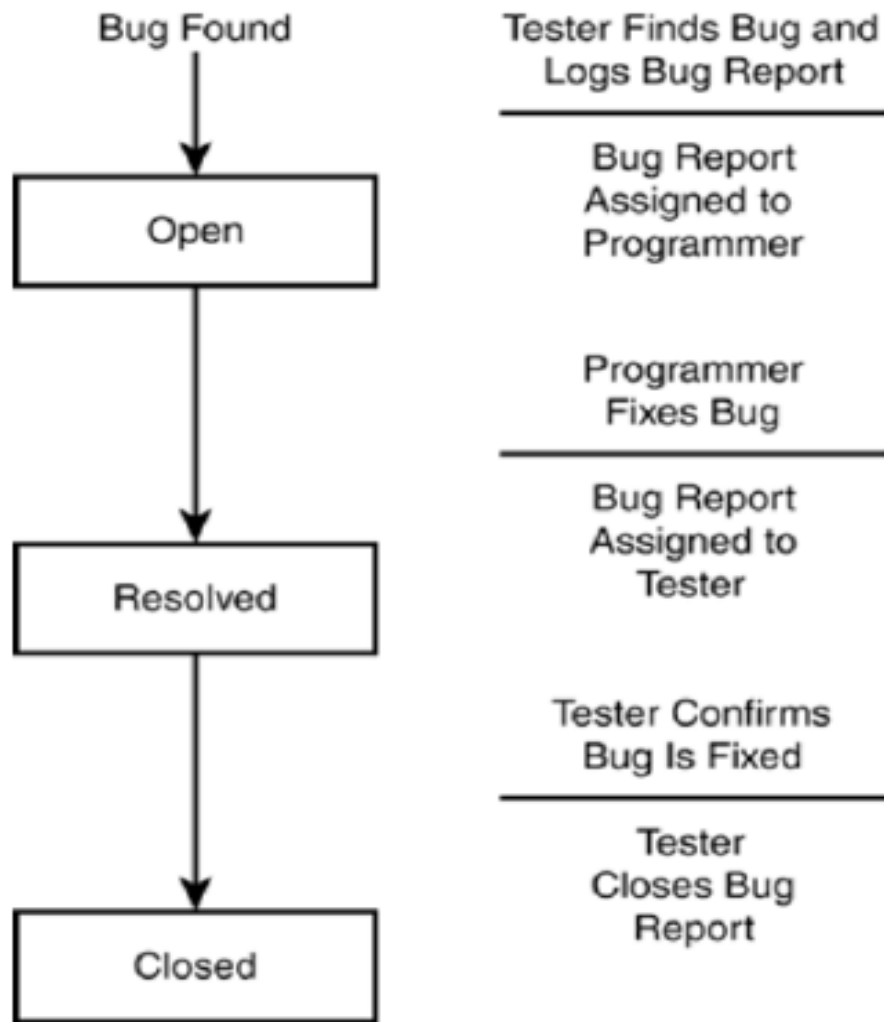 Bug Found
Open
Resolved
Closed
Tester Finds Bug and
Logs Bug Report
Bug Report
Assigned to
Programmer
Programmer
Fixes Bug
Bug Report
Assigned to
Tester
Tester Confirms
Bug Is Fixed
Tester
Closes Bug
Report